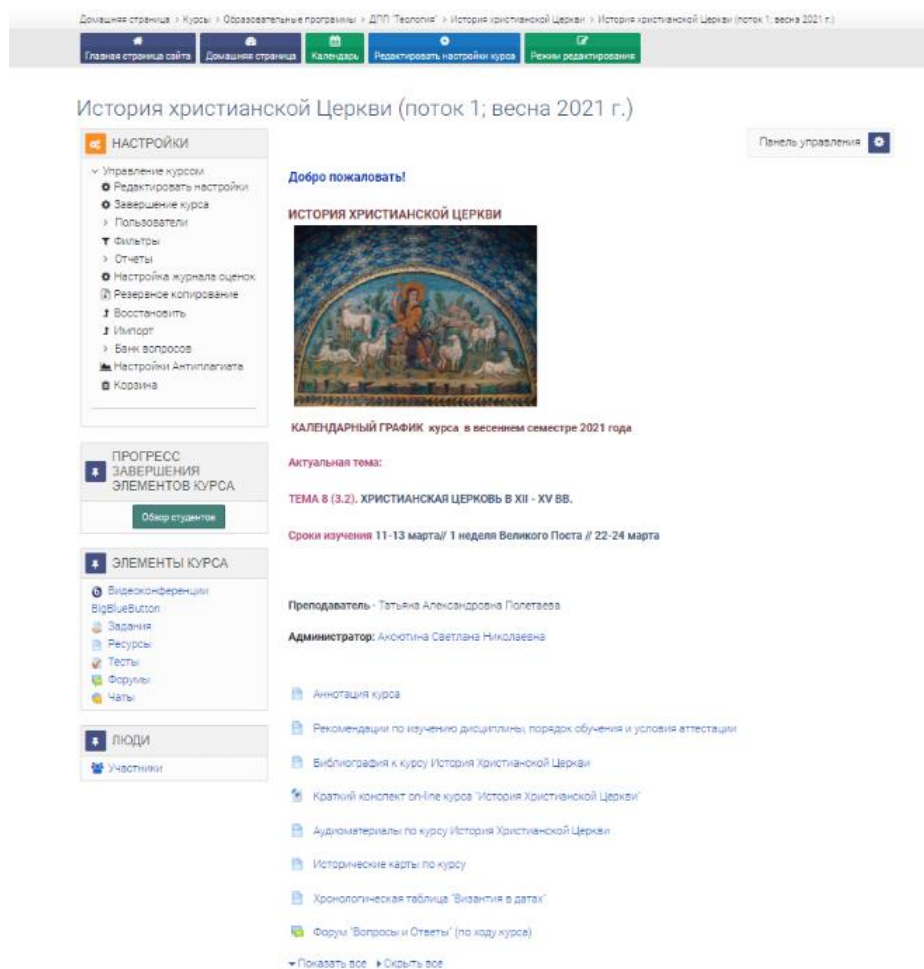 Домашняя страница > Курсы > Образовательные программы > ДПП "Теология" > История христианской Церкви > История христианской Церкви (поток 1; весна 2021 г.)
Главная страница сайта Домашняя страница Календарь Редактировать настройки курса Режим редактирования
История христианской Церкви (поток 1; весна 2021 г.)
НАСТРОЙКИ
Управление курсом
Редактировать настройки
Завершение курса
Пользователи
Фильтры
Отчеты
Настройка журнала оценок
Резервное копирование
Восстановить
Импорт
Банк вопросов
Настройки Антиплагиата
Корзина
ПРОГРЕСС
ЗАВЕРШЕНИЯ
ЭЛЕМЕНТОВ КУРСА
Обзор студентов
ЭЛЕМЕНТЫ КУРСА
Видеоконференции
BigBlueButton
Задания
Ресурсы
Тесты
Форумы
Чаты
ЛЮДИ
Участники
Панель управления
Добро пожаловать!
ИСТОРИЯ ХРИСТИАНСКОЙ ЦЕРКВИ
КАЛЕНДАРНЫЙ ГРАФИК курса в весеннем семестре 2021 года
Актуальная тема:
ТЕМА 8 (3.2). ХРИСТИАНСКАЯ ЦЕРКОВЬ В XII - XV ВВ.
Сроки изучения 11-13 марта// 1 неделя Великого Поста // 22-24 марта
Преподаватель - Татьяна Александровна Полетаева
Администратор: Аксютина Светлана Николаевна
Аннотация курса
Рекомендации по изучению дисциплины, порядок обучения и условия аттестации
Библиография к курсу История Христианской Церкви
Краткий конспект on-line курса "История Христианской Церкви"
Аудиоматериалы по курсу История Христианской Церкви
Исторические карты по курсу
Хронологическая таблица "Византия в датах"
Форум "Вопросы и Ответы" (по ходу курса)
Показать все Скрыть все